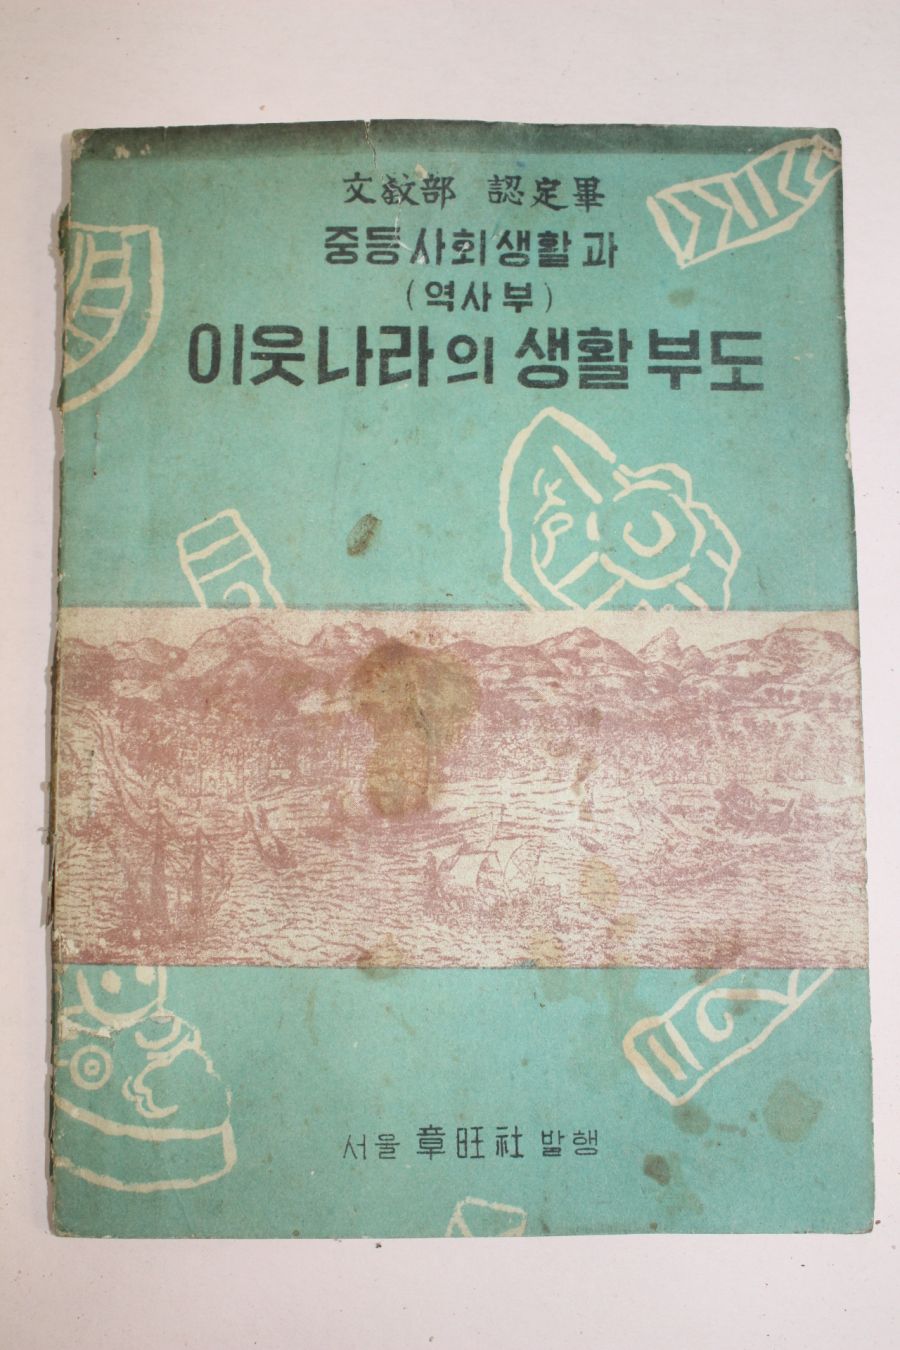 文敎部 認定畢
중등사회생활과
(역사부)
이웃나라의 생활부도
서울 章旺社 발행